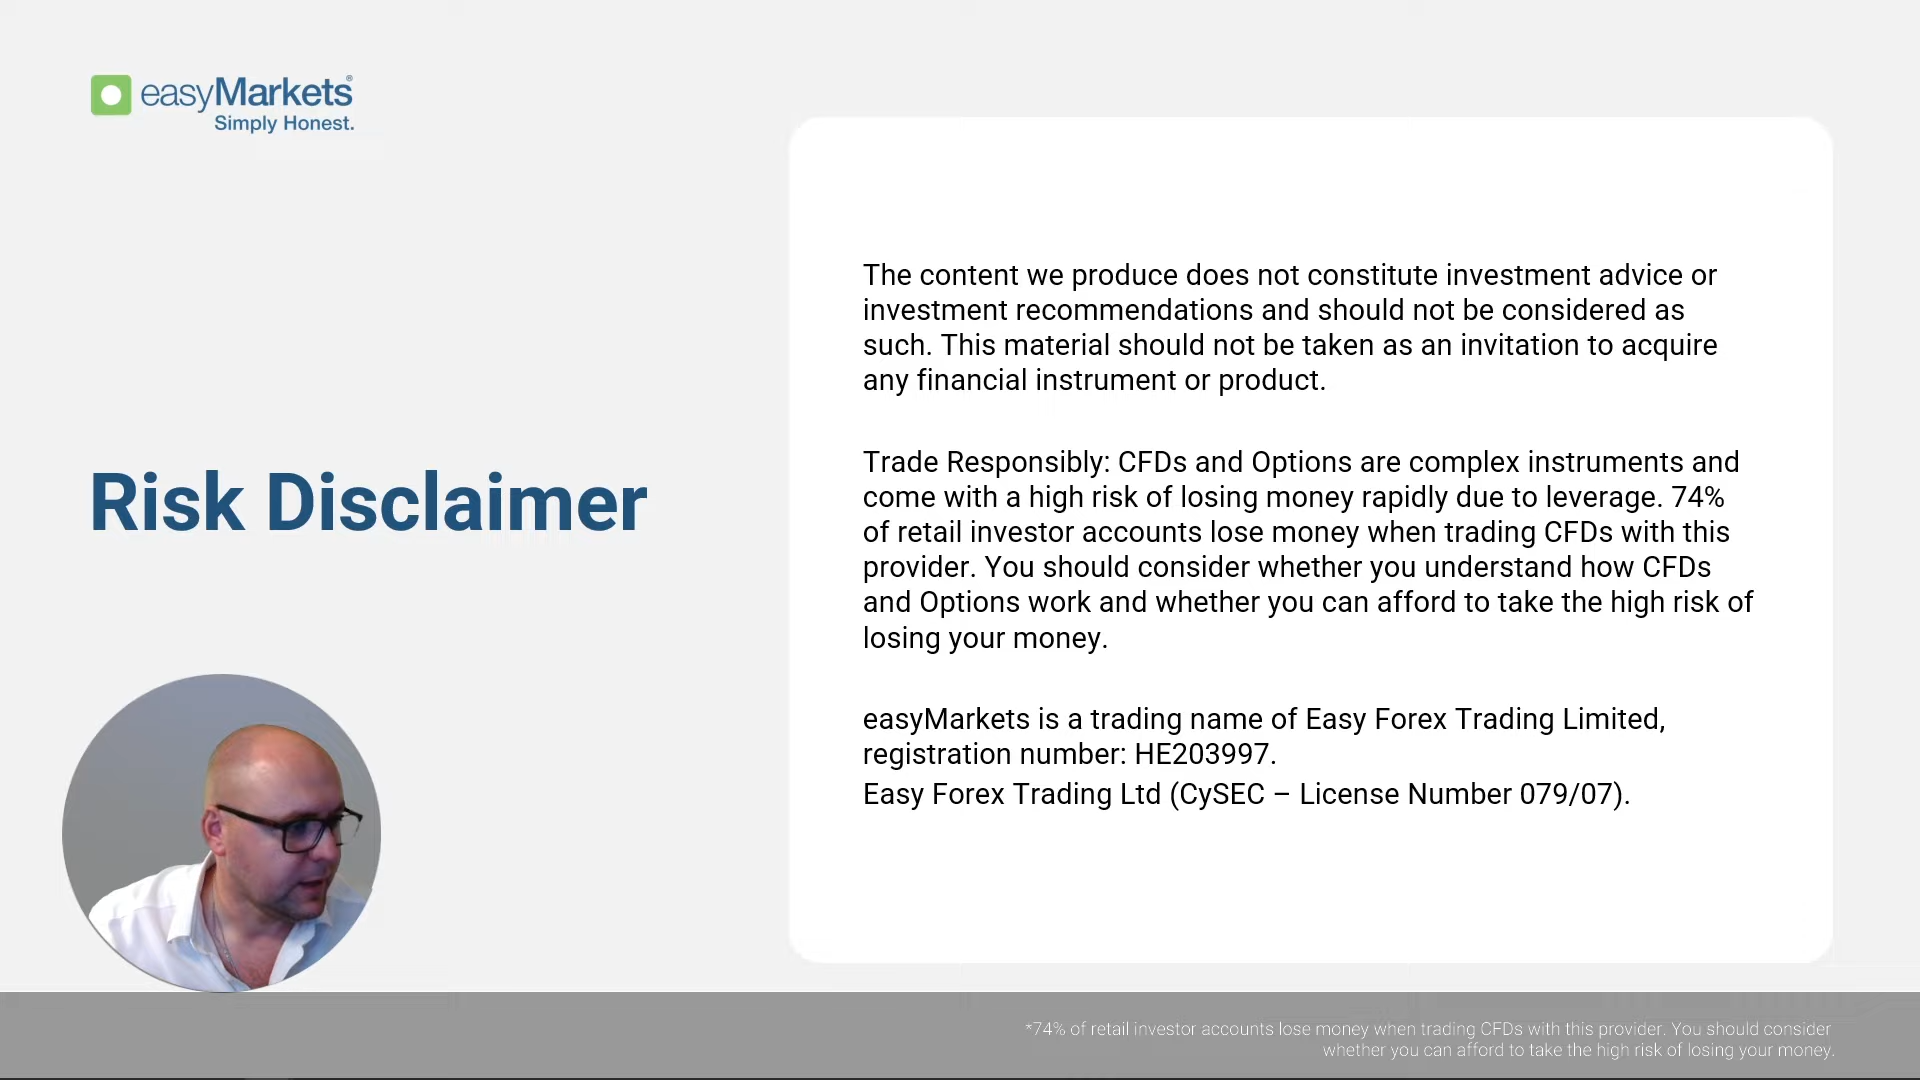 easyMarkets®
Simply Honest.
Risk Disclaimer
The content we produce does not constitute investment advice or
investment recommendations and should not be considered as
such. This material should not be taken as an invitation to acquire
any financial instrument or product.
Trade Responsibly: CFDs and Options are complex instruments and
come with a high risk of losing money rapidly due to leverage. 74%
of retail investor accounts lose money when trading CFDs with this
provider. You should consider whether you understand how CFDs
and Options work and whether you can afford to take the high risk of
losing your money.
easyMarkets is a trading name of Easy Forex Trading Limited,
registration number: HE203997.
Easy Forex Trading Ltd (CySEC – License Number 079/07).
*74% of retail investor accounts lose money when trading CFDs with this provider. You should consider
whether you can afford to take the high risk of losing your money.